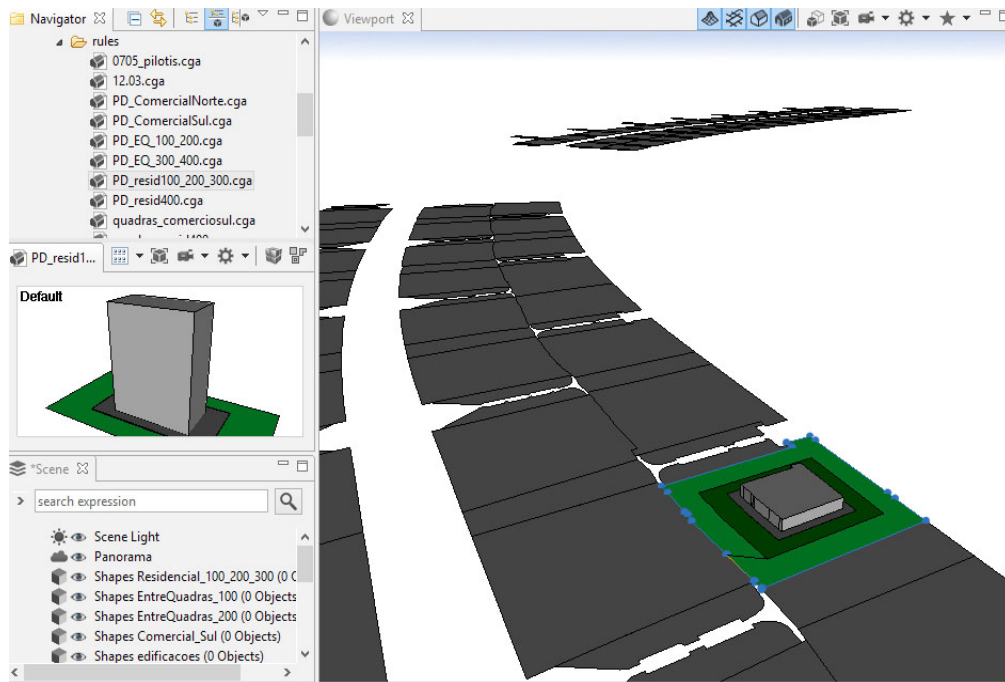 Navigator
Viewport
rules
0705_pilotis.cga
12.03.cga
PD_ComercialNorte.cga
PD_ComercialSul.cga
PD_EQ_100_200.cga
PD_EQ_300_400.cga
PD_resid100_200_300.cga
PD_resid400.cga
quadras_comerciosul.cga
PD_resid1...
Default
*Scene
search expression
Scene Light
Panorama
Shapes Residencial_100_200_300 (0 O
Shapes EntreQuadras_100 (0 Objects
Shapes EntreQuadras_200 (0 Objects
Shapes Comercial_Sul (0 Objects)
Shapes edificacoes (0 Objects)